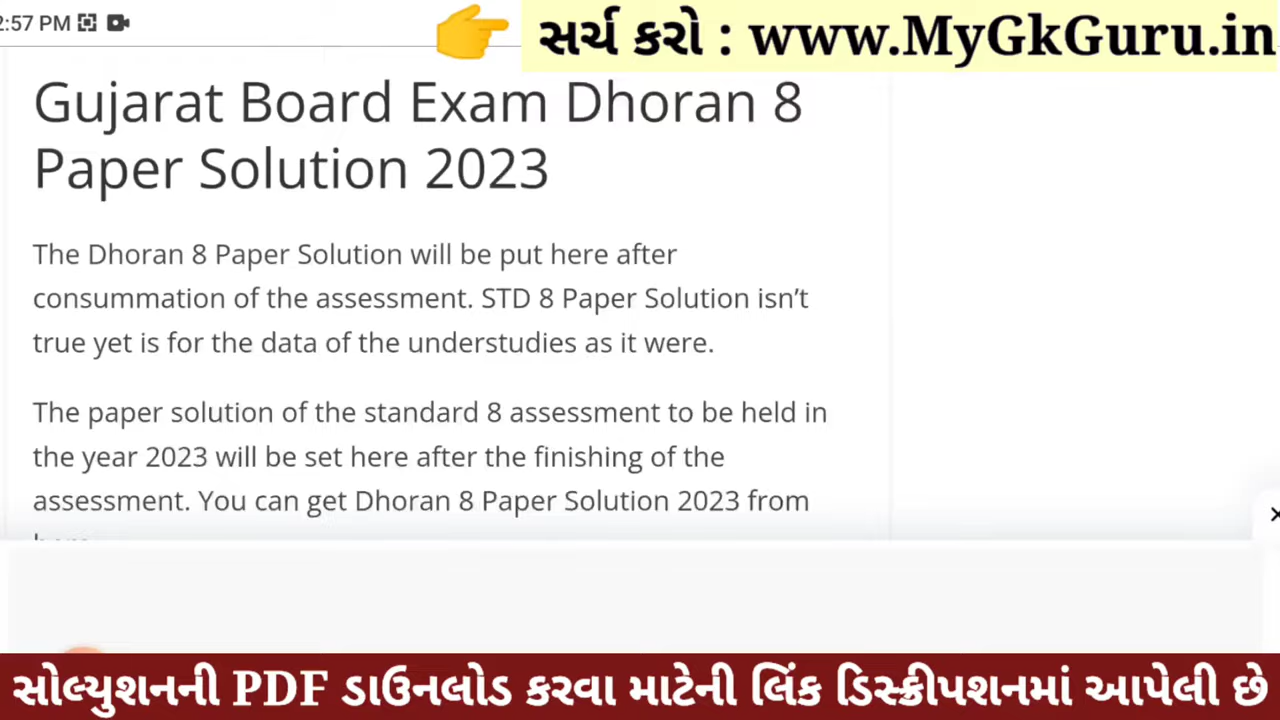 2:57 PM
સર્ચ કરો : www.MyGkGuru.in
Gujarat Board Exam Dhoran 8
Paper Solution 2023
The Dhoran 8 Paper Solution will be put here after
consummation of the assessment. STD 8 Paper Solution isn’t
true yet is for the data of the understudies as it were.
The paper solution of the standard 8 assessment to be held in
the year 2023 will be set here after the finishing of the
assessment. You can get Dhoran 8 Paper Solution 2023 from
સોલ્યુશનની PDF ડાઉનલોડ કરવા માટેની લિંક ડિસ્ક્રીપશનમાં આપેલી છે